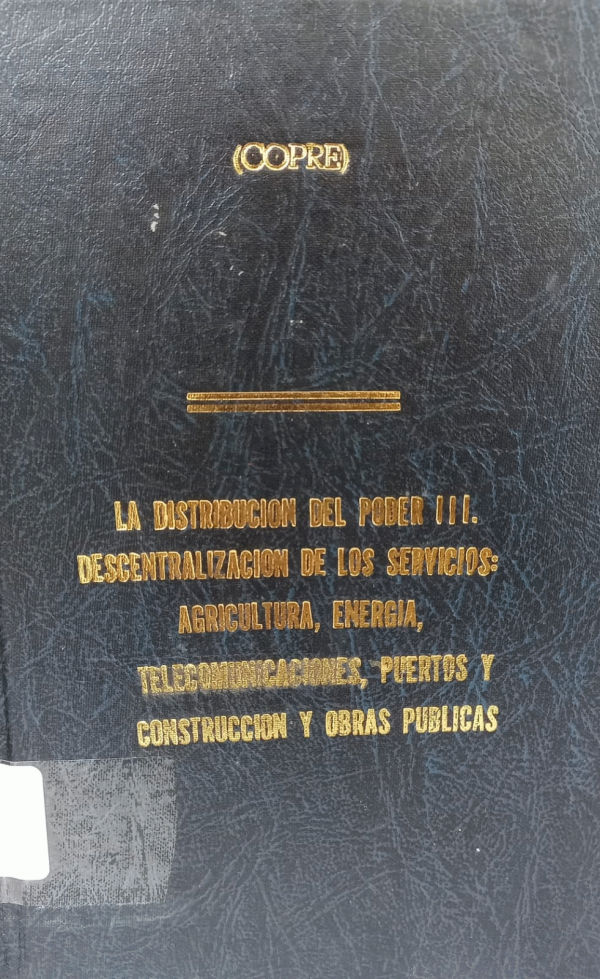 (COPRE)
LA DISTRIBUCION DEL PODER III.
DESCENTRALIZACION DE LOS SERVICIOS:
AGRICULTURA, ENERGIA,
TELECOMUNICACIONES, PUERTOS Y
CONSTRUCCION Y OBRAS PUBLICAS